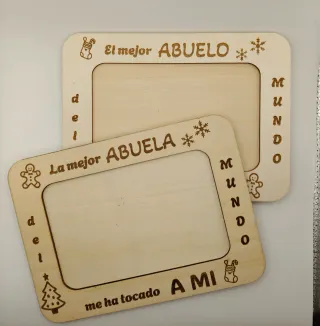 El mejor ABUELO
del
MUNDO
La mejor ABUELA
del
MUNDO
me ha tocado A MI